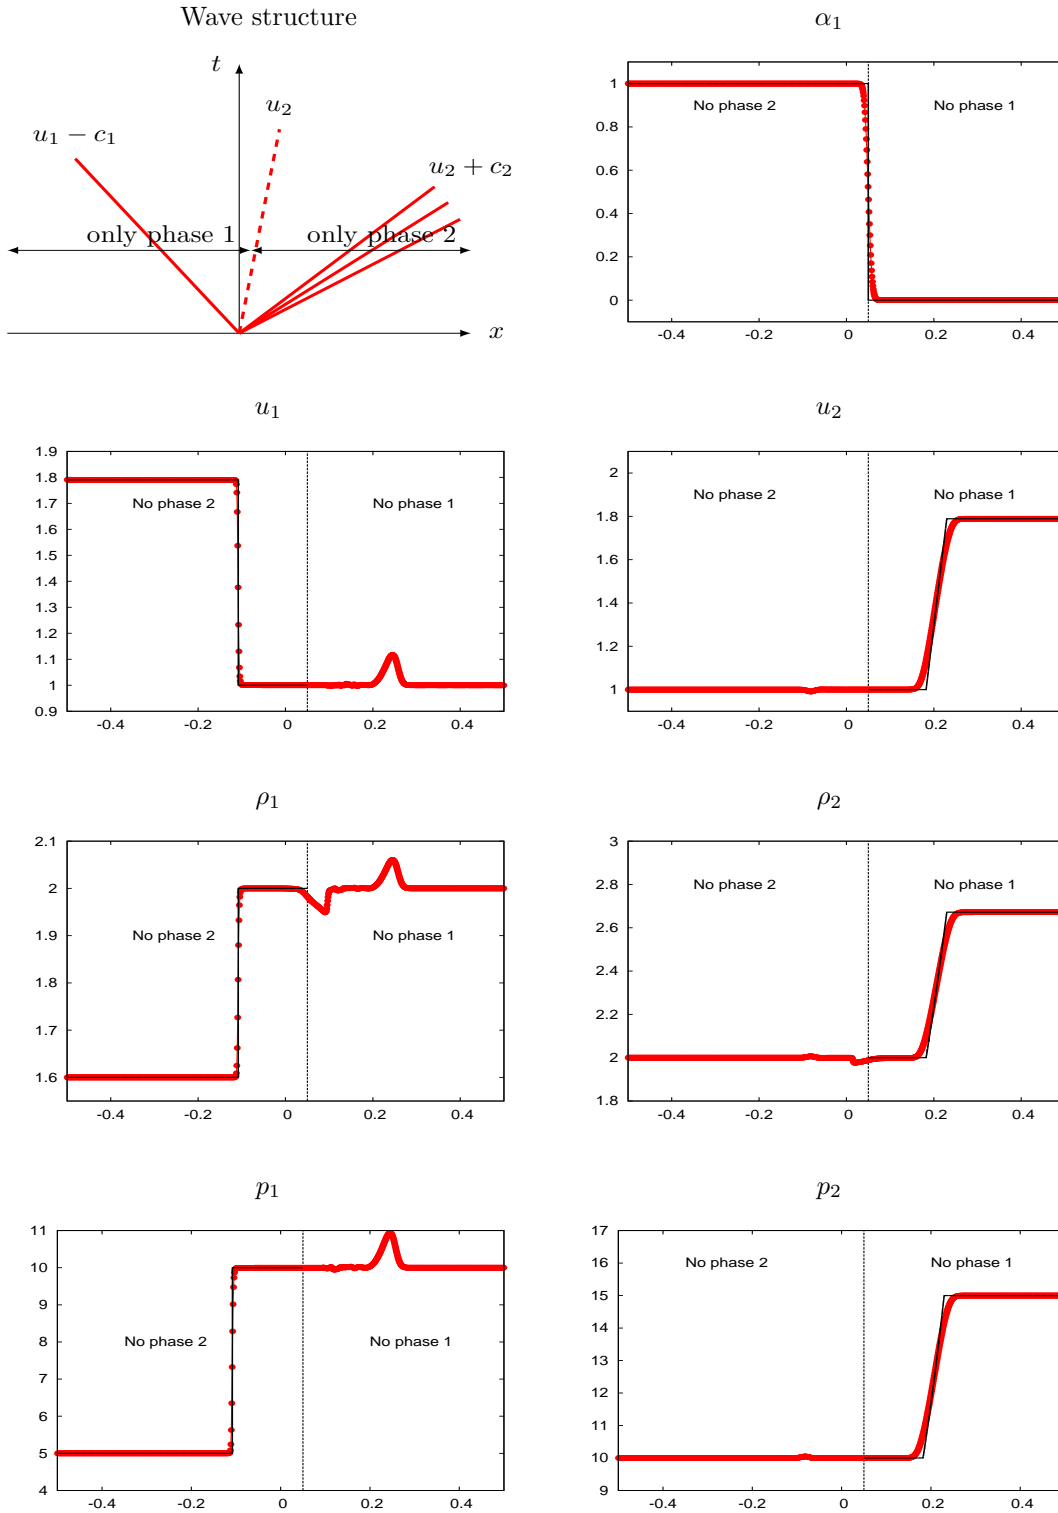 Wave structure
t
u₂
u₁ − c₁
u₂ + c₂
only phase 1
only phase 2
x
α₁
1
0.8
0.6
0.4
0.2
0
-0.4 -0.2 0 0.2 0.4
No phase 2
No phase 1
u₁
1.9
1.8
1.7
1.6
1.5
1.4
1.3
1.2
1.1
1
0.9
-0.4 -0.2 0 0.2 0.4
No phase 2
No phase 1
u₂
2
1.8
1.6
1.4
1.2
1
-0.4 -0.2 0 0.2 0.4
No phase 2
No phase 1
ρ₁
2.1
2
1.9
1.8
1.7
1.6
-0.4 -0.2 0 0.2 0.4
No phase 2
No phase 1
ρ₂
3
2.8
2.6
2.4
2.2
2
1.8
-0.4 -0.2 0 0.2 0.4
No phase 2
No phase 1
p₁
11
10
9
8
7
6
5
4
-0.4 -0.2 0 0.2 0.4
No phase 2
No phase 1
p₂
17
16
15
14
13
12
11
10
9
-0.4 -0.2 0 0.2 0.4
No phase 2
No phase 1